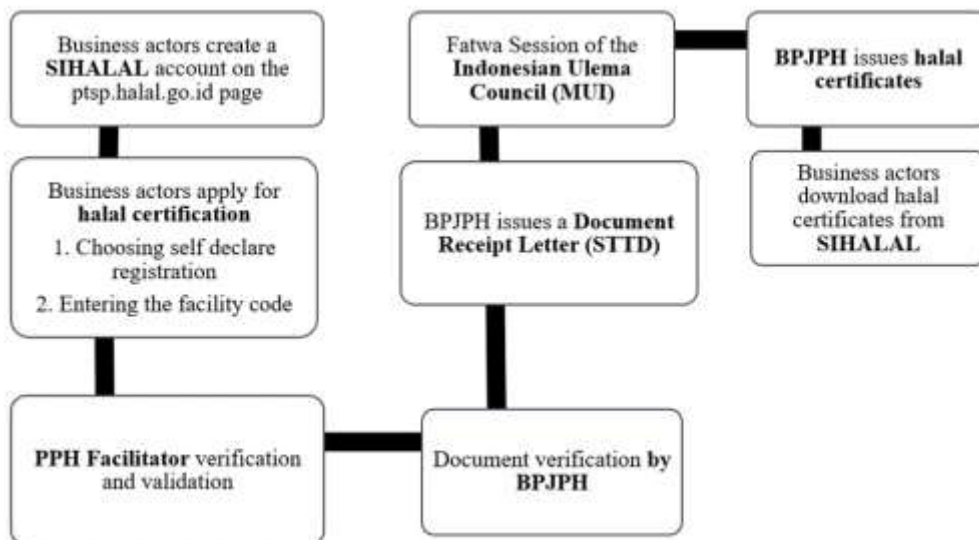 Business actors create a
SIHALAL account on the
ptsp.halal.go.id page
Business actors apply for
halal certification
1. Choosing self declare
registration
2. Entering the facility code
PPH Facilitator verification
and validation
Document verification by
BPJPH
BPJPH issues a Document
Receipt Letter (STTD)
Fatwa Session of the
Indonesian Ulema
Council (MUI)
BPJPH issues halal
certificates
Business actors
download halal
certificates from
SIHALAL